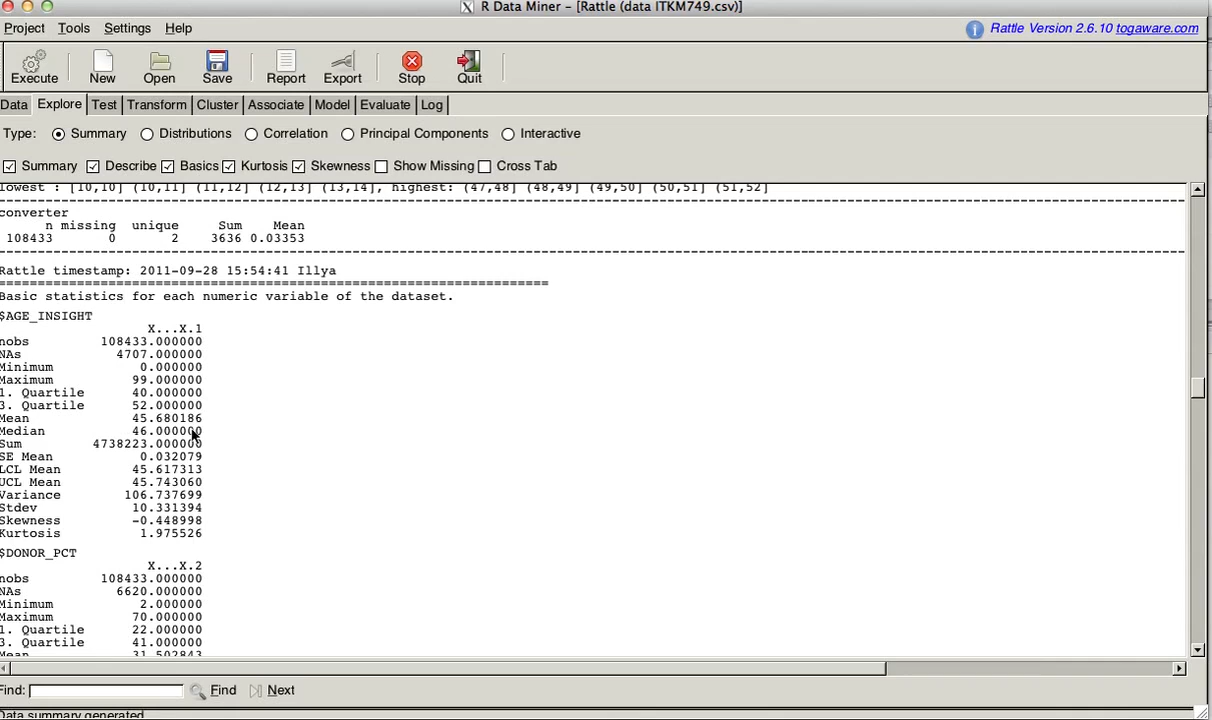 R Data Miner - [Rattle (data ITKM749.csv)]
Project Tools Settings Help
Rattle Version 2.6.10 togaware.com
Execute New Open Save Report Export Stop Quit
Data Explore Test Transform Cluster Associate Model Evaluate Log
Type: Summary Distributions Correlation Principal Components Interactive
Summary Describe Basics Kurtosis Skewness Show Missing Cross Tab
lowest : [10,10] (10,11] (11,12] (12,13] (13,14], highest: (47,48] (48,49] (49,50] (50,51] (51,52]
converter
n missing unique Sum Mean
108433 0 2 3636 0.03353
Rattle timestamp: 2011-09-28 15:54:41 Illya
======================================================================
Basic statistics for each numeric variable of the dataset.
$AGE_INSIGHT
X...X.1
nobs 108433.000000
NAs 4707.000000
Minimum 0.000000
Maximum 99.000000
1. Quartile 40.000000
3. Quartile 52.000000
Mean 45.680186
Median 46.000000
Sum 4738223.000000
SE Mean 0.032079
LCL Mean 45.617313
UCL Mean 45.743060
Variance 106.737699
Stdev 10.331394
Skewness -0.448998
Kurtosis 1.975526
$DONOR_PCT
X...X.2
nobs 108433.000000
NAs 6620.000000
Minimum 2.000000
Maximum 70.000000
1. Quartile 22.000000
3. Quartile 41.000000
Mean 31.502843
Find: Find Next
Data summary generated